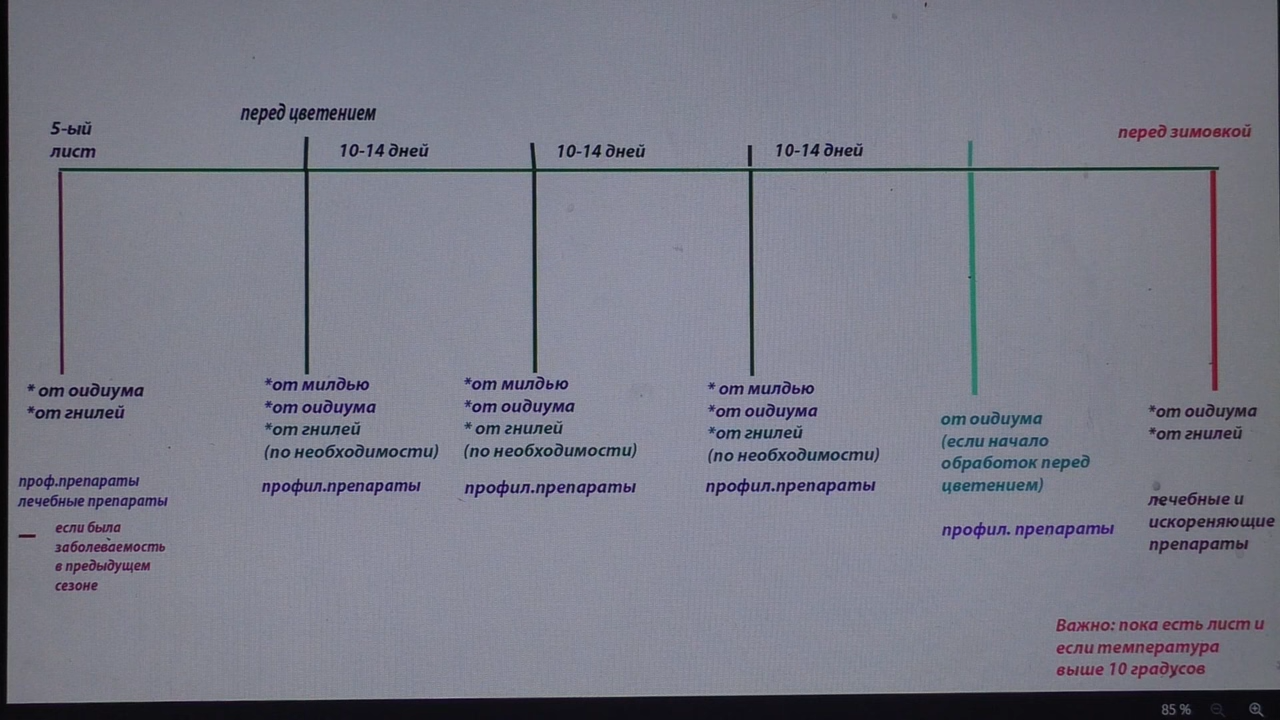 5-ый
лист
перед цветением
10-14 дней
10-14 дней
10-14 дней
перед зимовкой
* от оидиума
*от гнилей
проф.препараты
лечебные препараты
если была
заболеваемость
в предыдущем
сезоне
*от милдью
*от оидиума
*от гнилей
(по необходимости)
профил.препараты
*от милдью
*от оидиума
* от гнилей
(по необходимости)
профил.препараты
* от милдью
*от оидиума
*от гнилей
(по необходимости)
профил.препараты
от оидиума
(если начало
обработок перед
цветением)
профил. препараты
*от оидиума
*от гнилей
лечебные и
искореняющие
препараты
Важно: пока есть лист и
если температура
выше 10 градусов
85 %